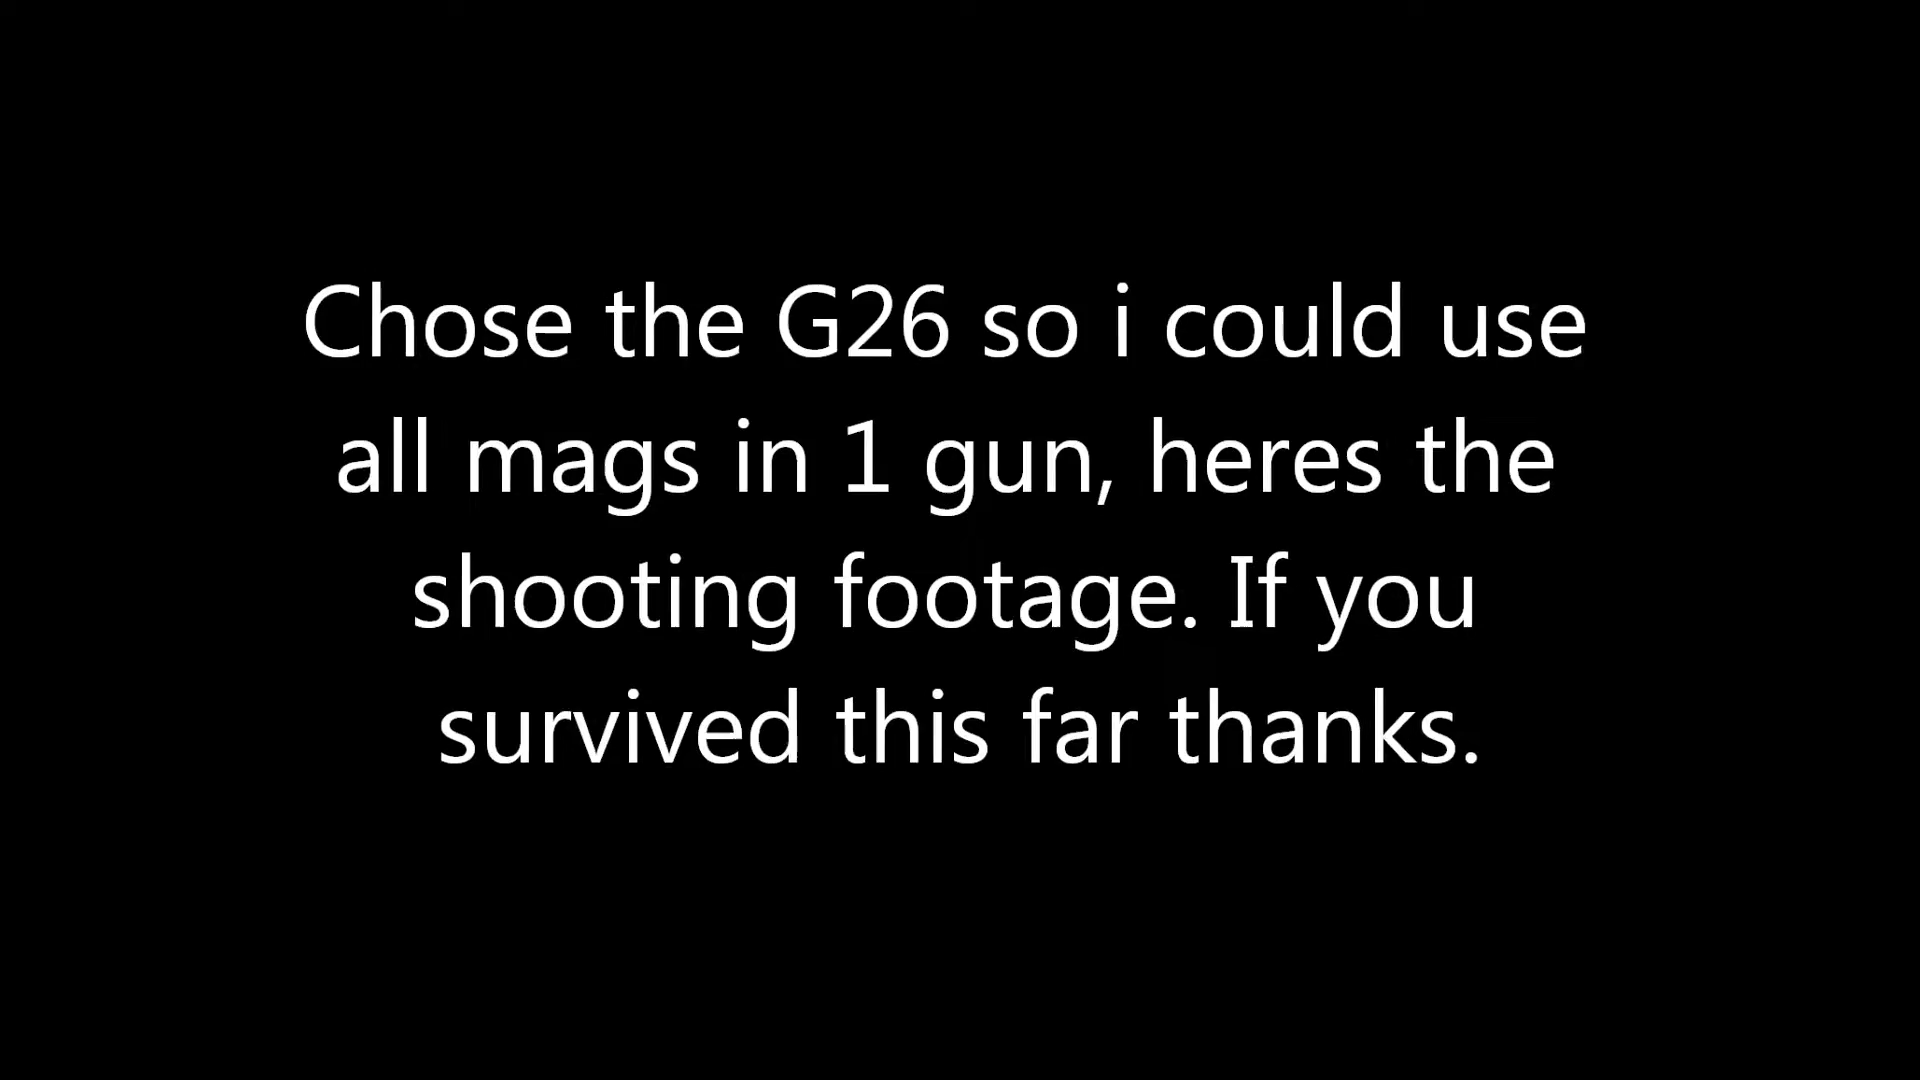 Chose the G26 so i could use
all mags in 1 gun, heres the
shooting footage. If you
survived this far thanks.